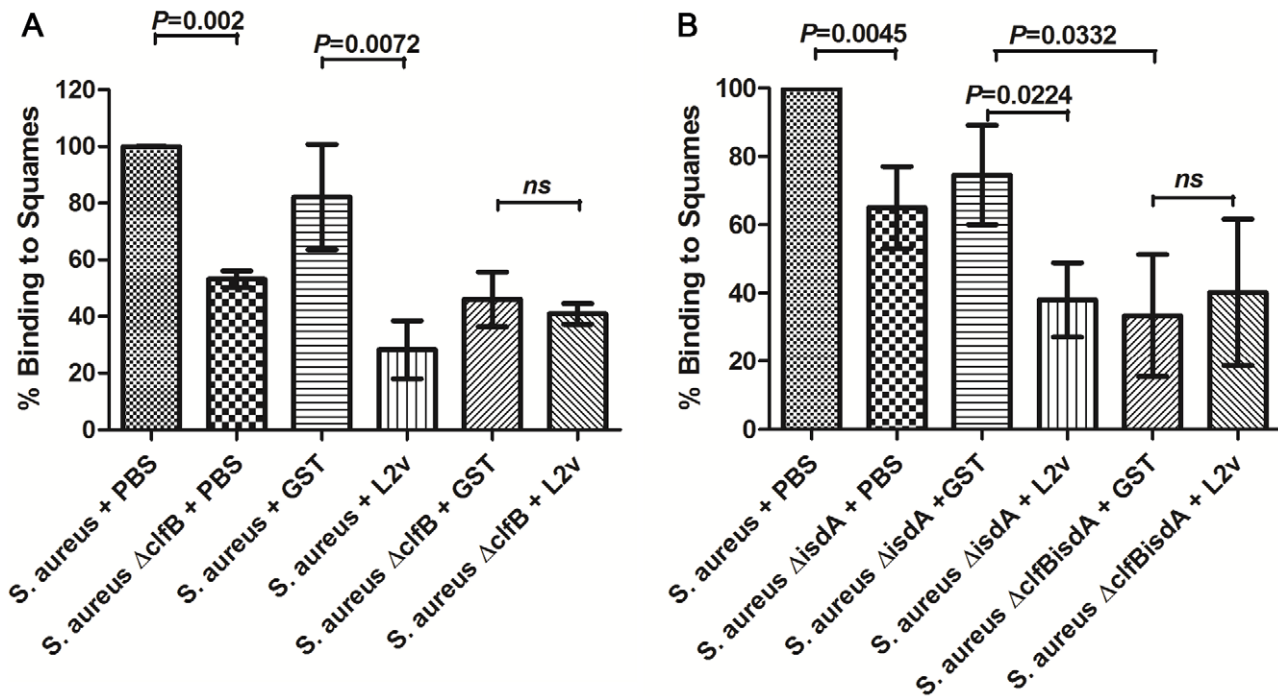 A
P=0.002
P=0.0072
ns
% Binding to Squames
120
100
80
60
40
20
0
S. aureus + PBS
S. aureus ΔclfB + PBS
S. aureus + GST
S. aureus + L2v
S. aureus ΔclfB + GST
S. aureus ΔclfB + L2v
B
P=0.0045
P=0.0332
P=0.0224
ns
% Binding to Squames
100
80
60
40
20
0
S. aureus + PBS
S. aureus ΔisdA + PBS
S. aureus ΔisdA +GST
S. aureus ΔisdA + L2v
S. aureus ΔclfBisdA + GST
S. aureus ΔclfBisdA + L2v